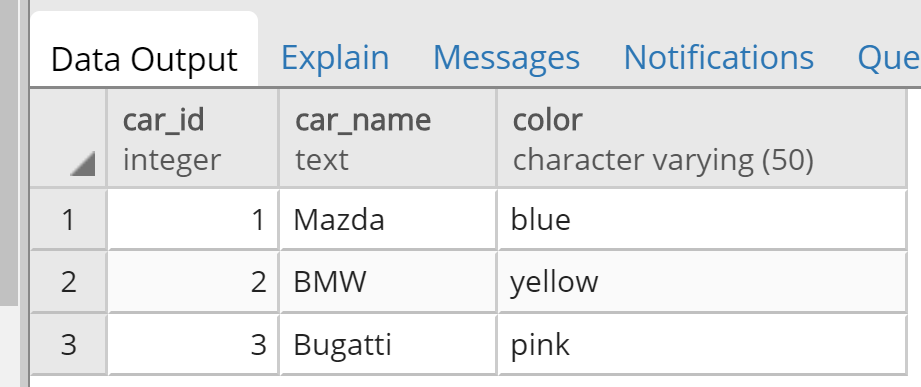 Data Output Explain Messages Notifications Que
car_id car_name color
integer text character varying (50)
1 1 Mazda blue
2 2 BMW yellow
3 3 Bugatti pink